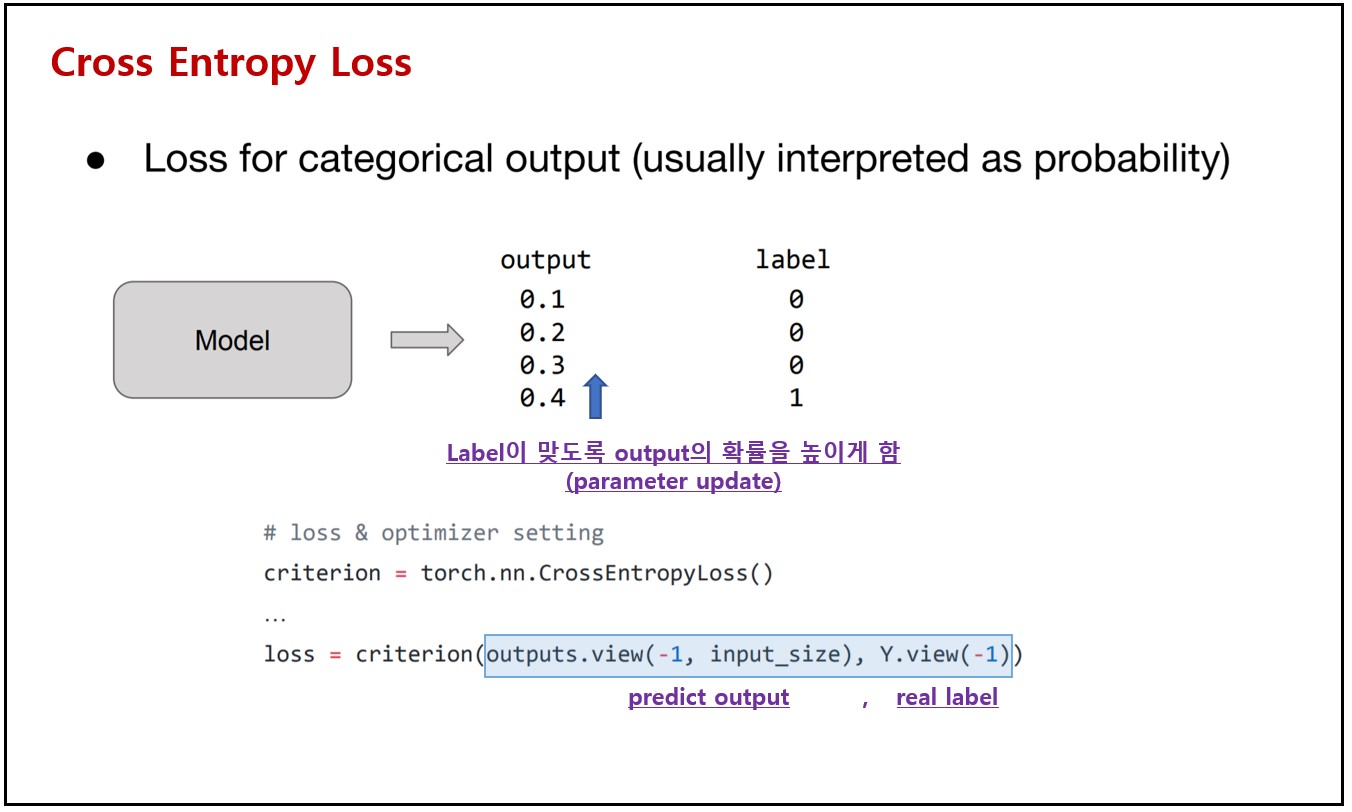 Cross Entropy Loss
● Loss for categorical output (usually interpreted as probability)
output label
0.1 0
0.2 0
Model
0.3 0
0.4 1
Label이 맞도록 output의 확률을 높이게 함
(parameter update)
# loss & optimizer setting
criterion = torch.nn.CrossEntropyLoss()
...
loss = criterion(outputs.view(-1, input_size), Y.view(-1))
predict output , real label